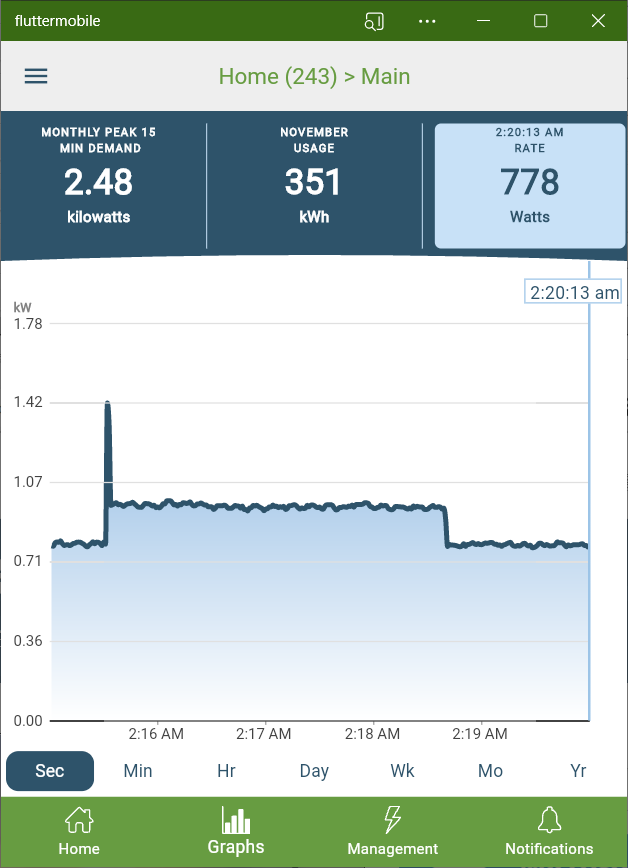 fluttermobile
Home (243) > Main
MONTHLY PEAK 15
MIN DEMAND
2.48
kilowatts
NOVEMBER
USAGE
351
kWh
2:20:13 AM
RATE
778
Watts
2:20:13 am
kW
1.78
1.42
1.07
0.71
0.36
0.00
2:16 AM
2:17 AM
2:18 AM
2:19 AM
Sec
Min
Hr
Day
Wk
Mo
Yr
Home
Graphs
Management
Notifications